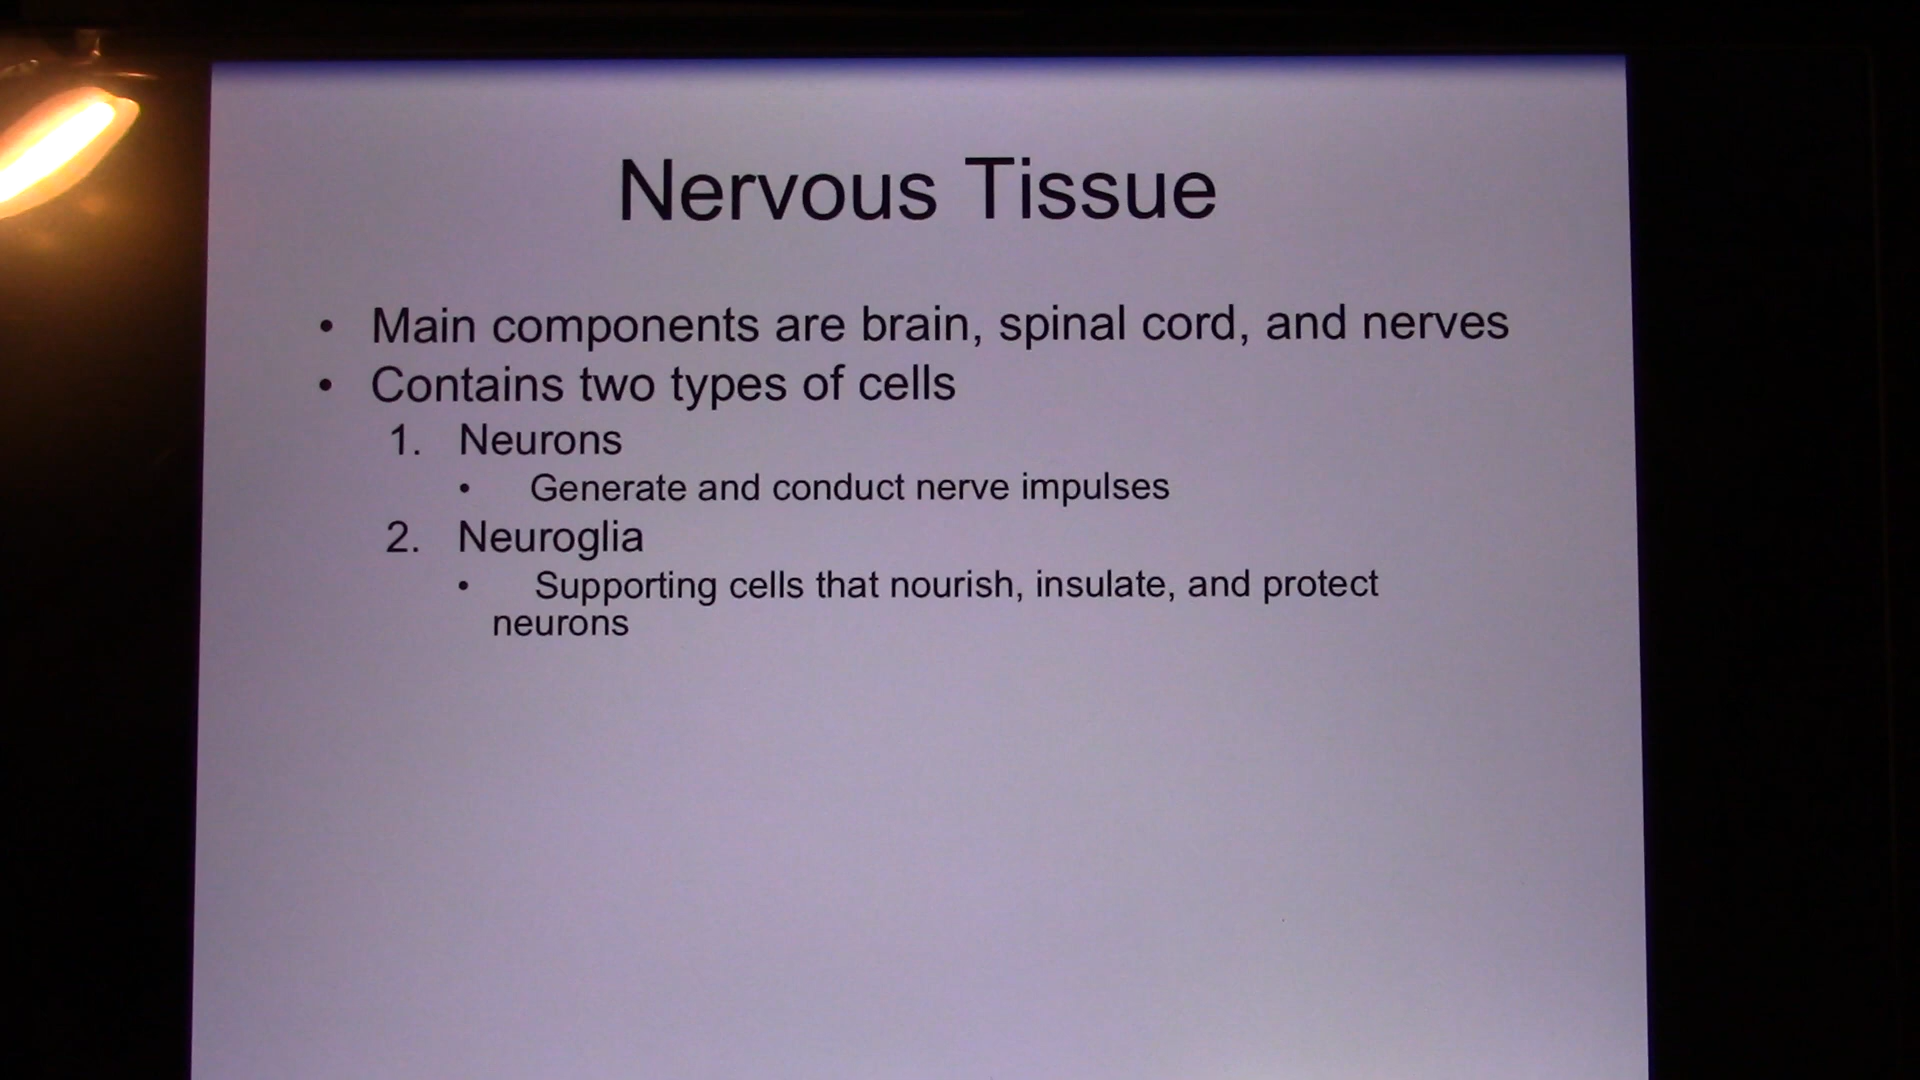 Nervous Tissue
• Main components are brain, spinal cord, and nerves
• Contains two types of cells
1. Neurons
• Generate and conduct nerve impulses
2. Neuroglia
• Supporting cells that nourish, insulate, and protect
neurons